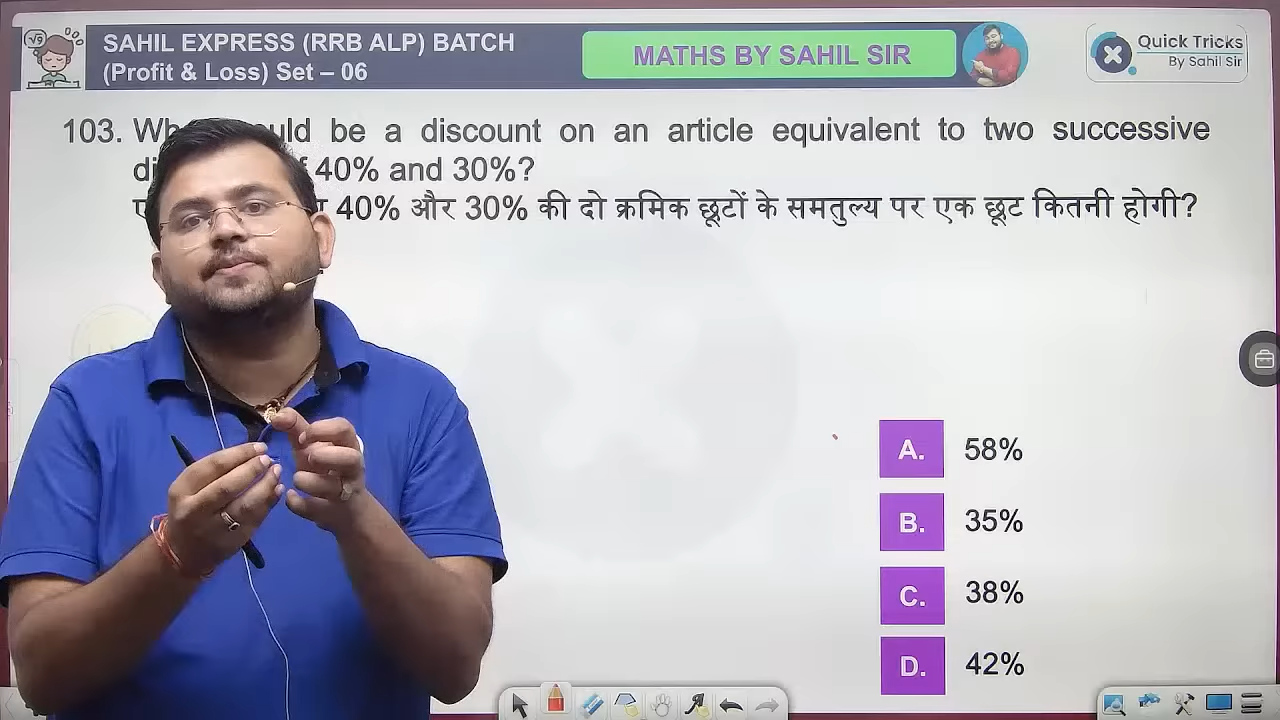 SAHIL EXPRESS (RRB ALP) BATCH
(Profit & Loss) Set – 06
MATHS BY SAHIL SIR
Quick Tricks
By Sahil Sir
103. be a discount on an article equivalent to two successive
40% and 30%?
40% और 30% की दो क्रमिक छूटों के समतुल्य पर एक छूट कितनी होगी?
A. 58%
B. 35%
C. 38%
D. 42%